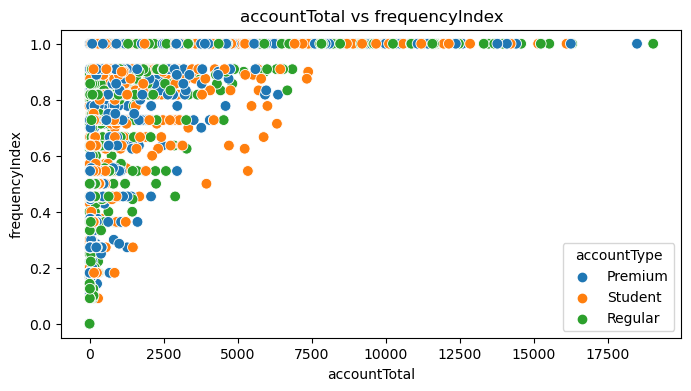 accountTotal vs frequencyIndex
frequencyIndex
1.0
0.8
0.6
0.4
0.2
0.0
accountType
Premium
Student
Regular
0 2500 5000 7500 10000 12500 15000 17500
accountTotal